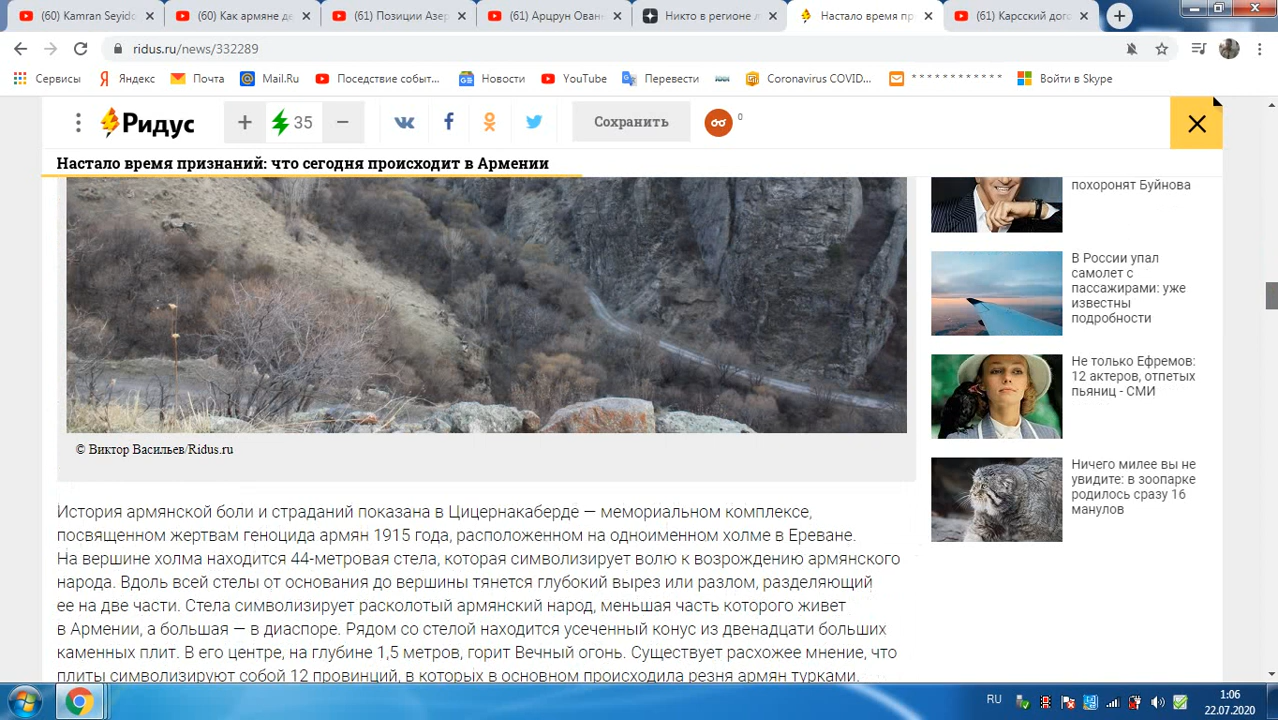 (60) Kamran Seyido
(60) Как армяне де
(61) Позиции Азер
(61) Арцрун Ован
Никто в регионе л
Настало время пр
(61) Карсский дого
ridus.ru/news/332289
Сервисы
Яндекс
Почта
Mail.Ru
Поседствие событ...
Новости
YouTube
Перевести
Coronavirus COVID...
* * * * * * * * * * * *
Войти в Skype
Ридус
+
35
−
Сохранить
0
Настало время признаний: что сегодня происходит в Армении
похоронят Буйнова
В России упал
самолет с
пассажирами: уже
известны
подробности
Не только Ефремов:
12 актеров, отпетых
пьяниц - СМИ
Ничего милее вы не
увидите: в зоопарке
родилось сразу 16
манулов
© Виктор Васильев/Ridus.ru
История армянской боли и страданий показана в Цицернакаберде — мемориальном комплексе,
посвященном жертвам геноцида армян 1915 года, расположенном на одноименном холме в Ереване.
На вершине холма находится 44-метровая стела, которая символизирует волю к возрождению армянского
народа. Вдоль всей стелы от основания до вершины тянется глубокий вырез или разлом, разделяющий
ее на две части. Стела символизирует расколотый армянский народ, меньшая часть которого живет
в Армении, а большая — в диаспоре. Рядом со стелой находится усеченный конус из двенадцати больших
каменных плит. В его центре, на глубине 1,5 метров, горит Вечный огонь. Существует расхожее мнение, что
плиты символизируют собой 12 провинций, в которых в основном происходила резня армян турками.
RU
1:06
22.07.2020